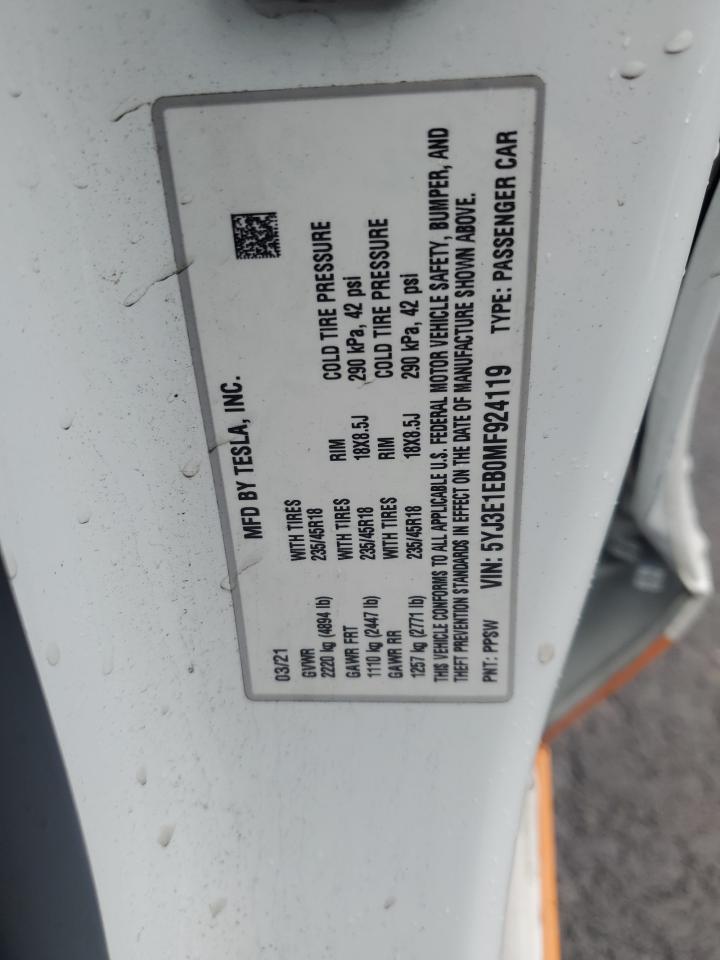 MFD BY TESLA, INC.
03/21
GVWR WITH TIRES RIM COLD TIRE PRESSURE
2220 kg (4894 lb) 235/45R18 18X8.5J 290 kPa, 42 psi
GAWR FRT WITH TIRES RIM COLD TIRE PRESSURE
1110 kg (2447 lb) 235/45R18 18X8.5J 290 kPa, 42 psi
GAWR RR WITH TIRES
1257 kg (2771 lb) 235/45R18
THIS VEHICLE CONFORMS TO ALL APPLICABLE U.S. FEDERAL MOTOR VEHICLE SAFETY, BUMPER, AND
THEFT PREVENTION STANDARDS IN EFFECT ON THE DATE OF MANUFACTURE SHOWN ABOVE.
PNT: PPSW VIN: 5YJ3E1EB0MF924119 TYPE: PASSENGER CAR